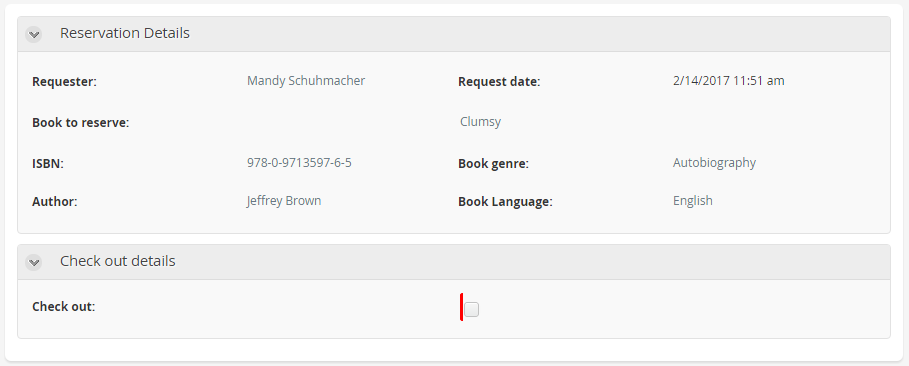 Reservation Details
Requester: Mandy Schuhmacher Request date: 2/14/2017 11:51 am
Book to reserve: Clumsy
ISBN: 978-0-9713597-6-5 Book genre: Autobiography
Author: Jeffrey Brown Book Language: English
Check out details
Check out: